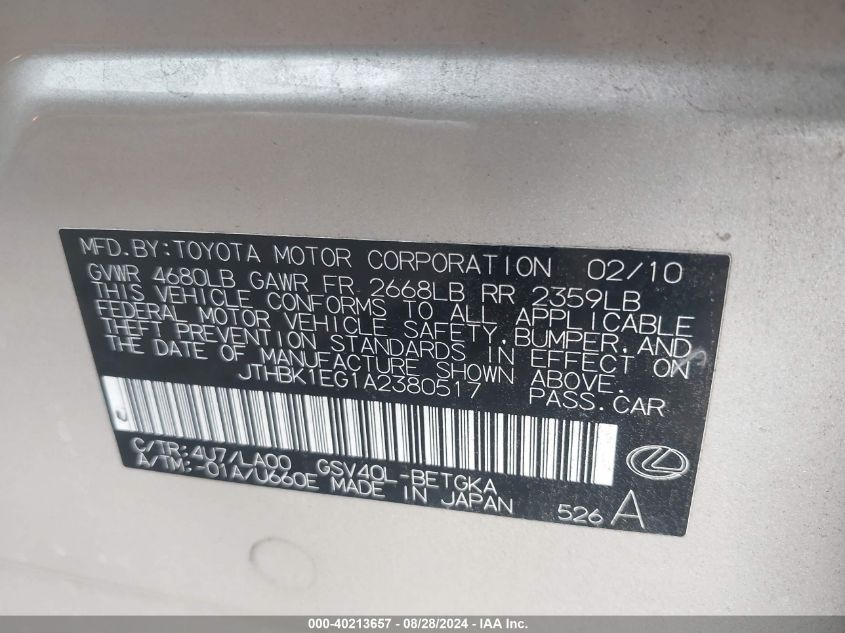 MFD.BY:TOYOTA MOTOR CORPORATION 02/10
GVWR 4680LB GAWR FR 2668LB RR 2359LB
THIS VEHICLE CONFORMS TO ALL APPLICABLE
FEDERAL MOTOR VEHICLE SAFETY,BUMPER,AND
THEFT PREVENTION STANDARDS IN EFFECT ON
THE DATE OF MANUFACTURE SHOWN ABOVE.
JTHBK1EG1A2380517 PASS.CAR
C/TR:4U7/LA00 GSV40L-BETGKA
A/TM:-01A/U660E MADE IN JAPAN 526 A
000-40213657 - 08/28/2024 - IAA Inc.